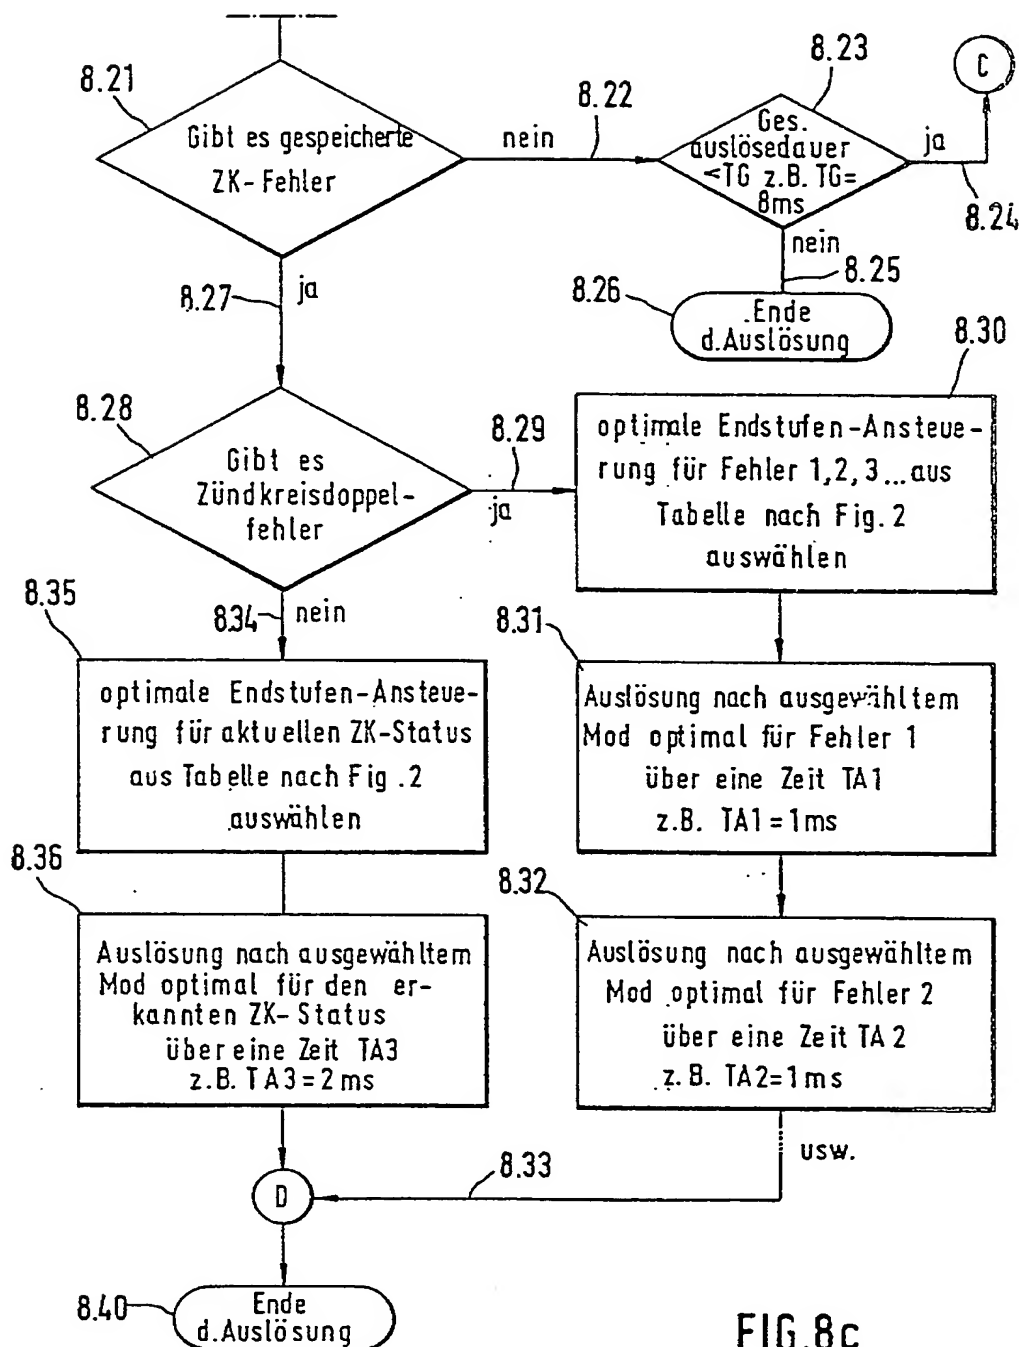 8.21
Gibt es gespeicherte
ZK-Fehler
nein
8.22
8.23
Ges.
auslösedauer
<TG z.B. TG=
8ms
ja
C
8.24
nein
8.25
8.26
Ende
d.Auslösung
8.27
ja
8.28
Gibt es
Zündkreisdoppel-
fehler
8.29
ja
8.30
optimale Endstufen-Ansteue-
rung für Fehler 1,2,3...aus
Tabelle nach Fig.2
auswählen
8.34
nein
8.35
optimale Endstufen-Ansteue-
rung für aktuellen ZK-Status
aus Tabelle nach Fig.2
auswählen
8.31
Auslösung nach ausgewähltem
Mod optimal für Fehler 1
über eine Zeit TA1
z.B. TA1=1ms
8.36
Auslösung nach ausgewähltem
Mod optimal für den er-
kannten ZK-Status
über eine Zeit TA3
z.B. TA3=2ms
8.32
Auslösung nach ausgewähltem
Mod optimal für Fehler 2
über eine Zeit TA2
z.B. TA2=1ms
usw.
8.33
D
8.40
Ende
d.Auslösung
FIG.8c